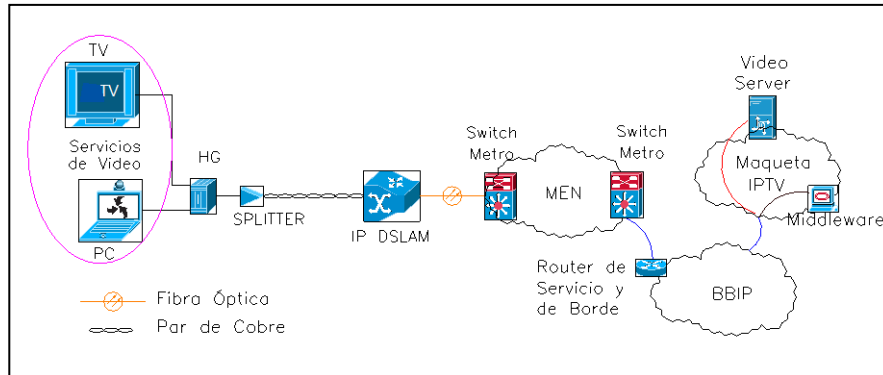 TV
TV
Servicios
de Video
PC
HG
SPLITTER
IP DSLAM
Switch
Metro
MEN
Switch
Metro
Video
Server
Maqueta
IPTV
Middleware
Router de
Servicio y
de Borde
BBIP
Fibra Óptica
Par de Cobre